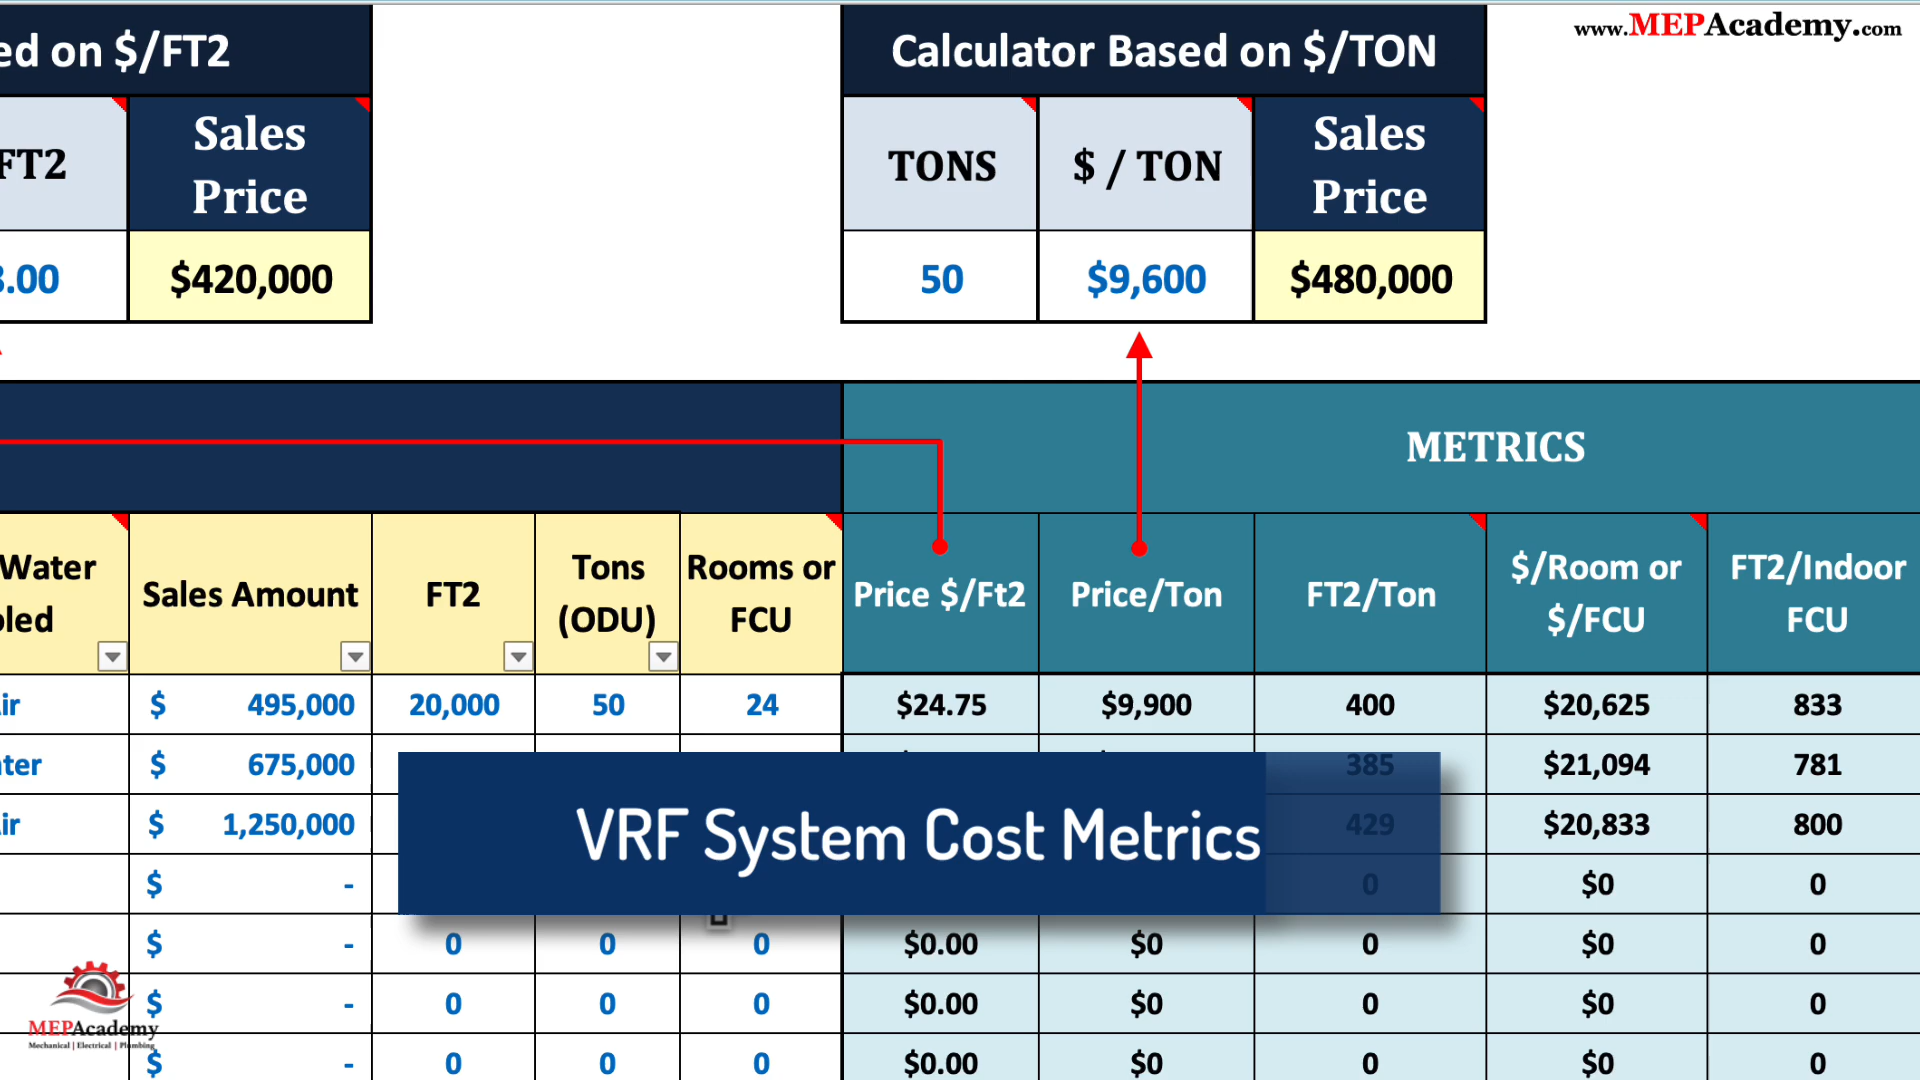 www.MEPAcademy.com
ed on $/FT2
Calculator Based on $/TON
FT2
Sales
Price
TONS
$ / TON
Sales
Price
.00
$420,000
50
$9,600
$480,000
METRICS
Water
Sales Amount
FT2
Tons
(ODU)
Rooms or
FCU
Price $/Ft2
Price/Ton
FT2/Ton
$/Room or
$/FCU
FT2/Indoor
FCU
ir $ 495,000 20,000 50 24 $24.75 $9,900 400 $20,625 833
ter $ 675,000 385 $21,094 781
ir $ 1,250,000 429 $20,833 800
$ - 0 $0 0
VRF System Cost Metrics
$ - 0 0 0 $0.00 $0 0 $0 0
$ - 0 0 0 $0.00 $0 0 $0 0
$ - 0 0 0 $0.00 $0 0 $0 0
MEPAcademy
Mechanical | Electrical | Plumbing